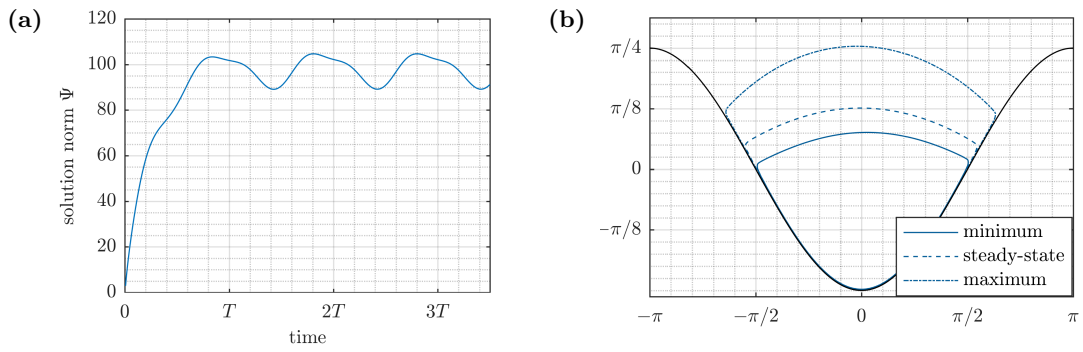 (a)
120
100
80
60
40
20
0
solution norm Ψ
0 T 2T 3T
time
(b)
π/4
π/8
0
−π/8
minimum
steady-state
maximum
−π −π/2 0 π/2 π